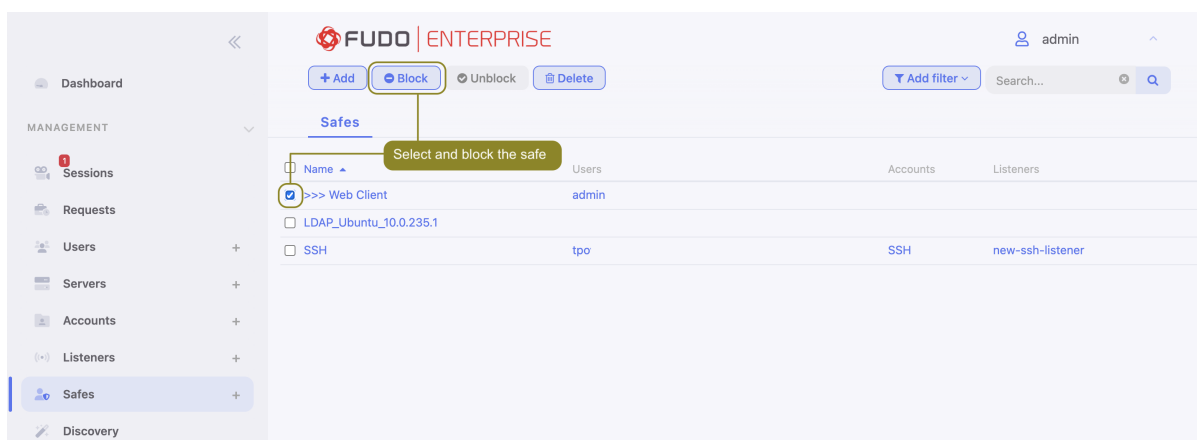 FUDO ENTERPRISE
admin
+ Add Block Unblock Delete Add filter Search...
Dashboard
Safes
MANAGEMENT
Select and block the safe
1
Name Users Accounts Listeners
Sessions
>>> Web Client admin
Requests
LDAP_Ubuntu_10.0.235.1
Users +
SSH tpo SSH new-ssh-listener
Servers +
Accounts +
Listeners +
Safes +
Discovery